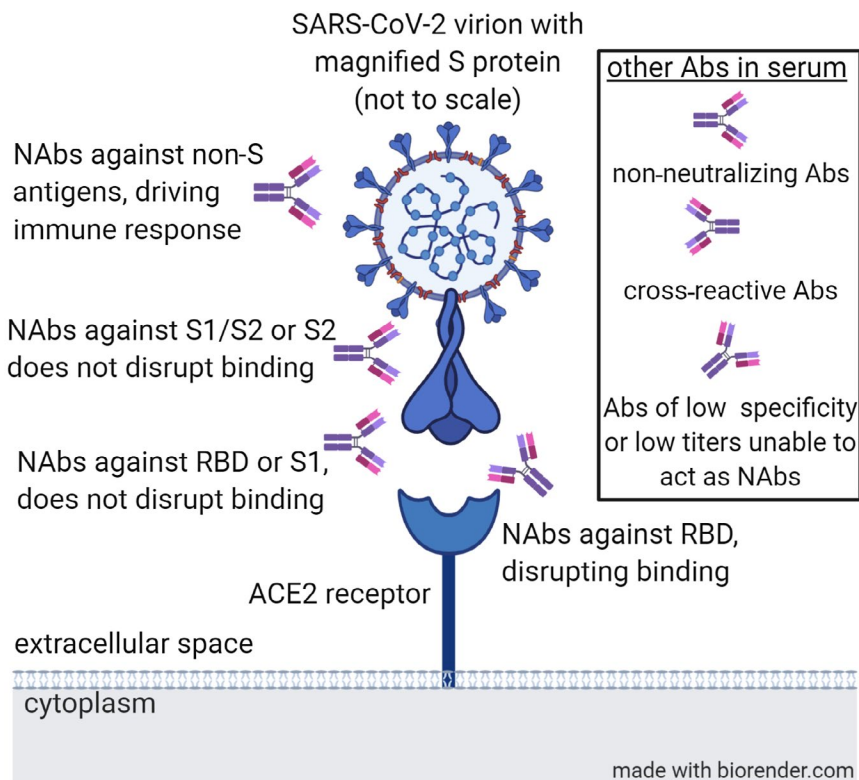 SARS-CoV-2 virion with
magnified S protein
(not to scale)
other Abs in serum
non-neutralizing Abs
cross-reactive Abs
Abs of low specificity
or low titers unable to
act as NAbs
NAbs against non-S
antigens, driving
immune response
NAbs against S1/S2 or S2
does not disrupt binding
NAbs against RBD or S1,
does not disrupt binding
NAbs against RBD,
disrupting binding
ACE2 receptor
extracellular space
cytoplasm
made with biorender.com